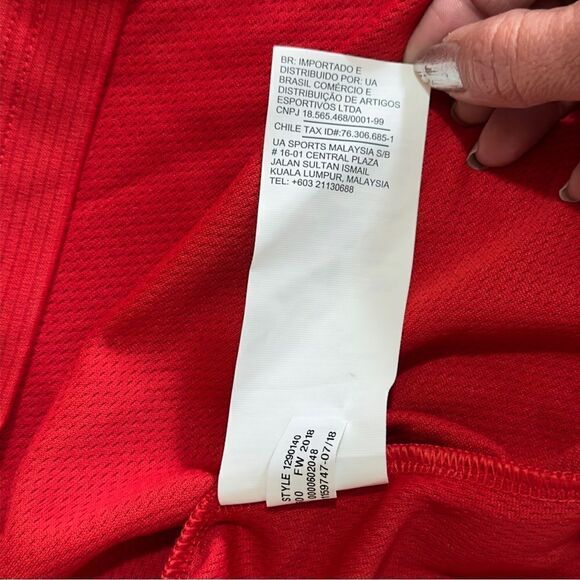 BR: IMPORTADO E
DISTRIBUIDO POR: UA
BRASIL COMÉRCIO E
DISTRIBUIÇÃO DE ARTIGOS
ESPORTIVOS LTDA
CNPJ 18.565.468/0001-99
CHILE TAX ID#:76.306.685-1
UA SPORTS MALAYSIA S/B
# 16-01 CENTRAL PLAZA
JALAN SULTAN ISMAIL
KUALA LUMPUR, MALAYSIA
TEL: +603 21130688
STYLE 1290140
00 FW 2018
0000602048
159747-07/18